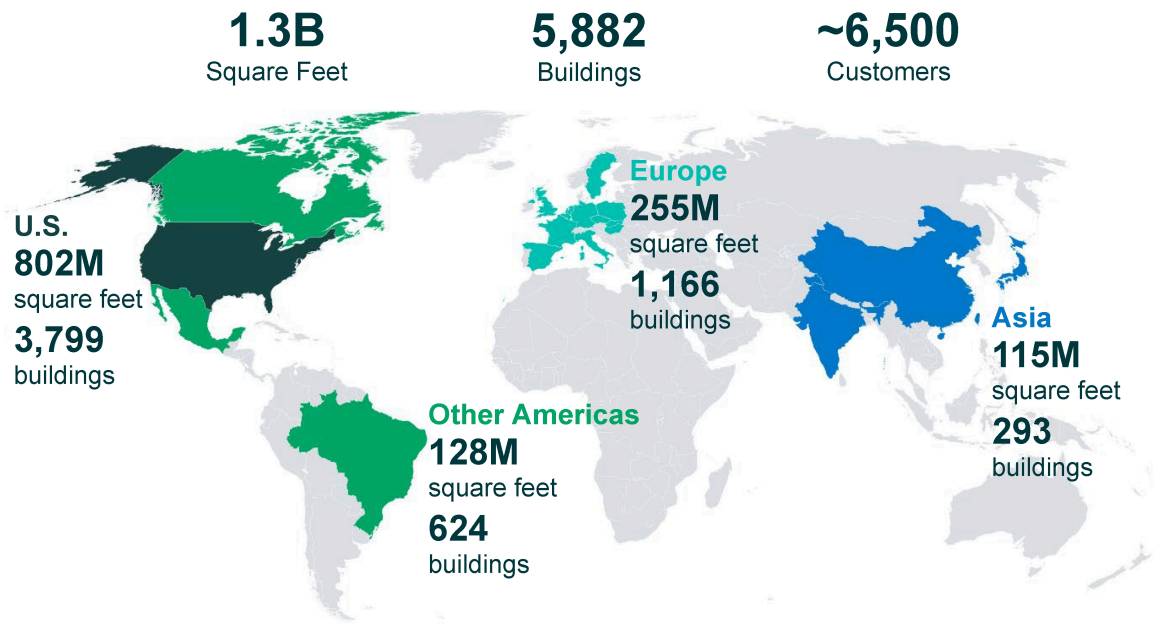 1.3B
Square Feet
5,882
Buildings
~6,500
Customers
U.S.
802M
square feet
3,799
buildings
Other Americas
128M
square feet
624
buildings
Europe
255M
square feet
1,166
buildings
Asia
115M
square feet
293
buildings